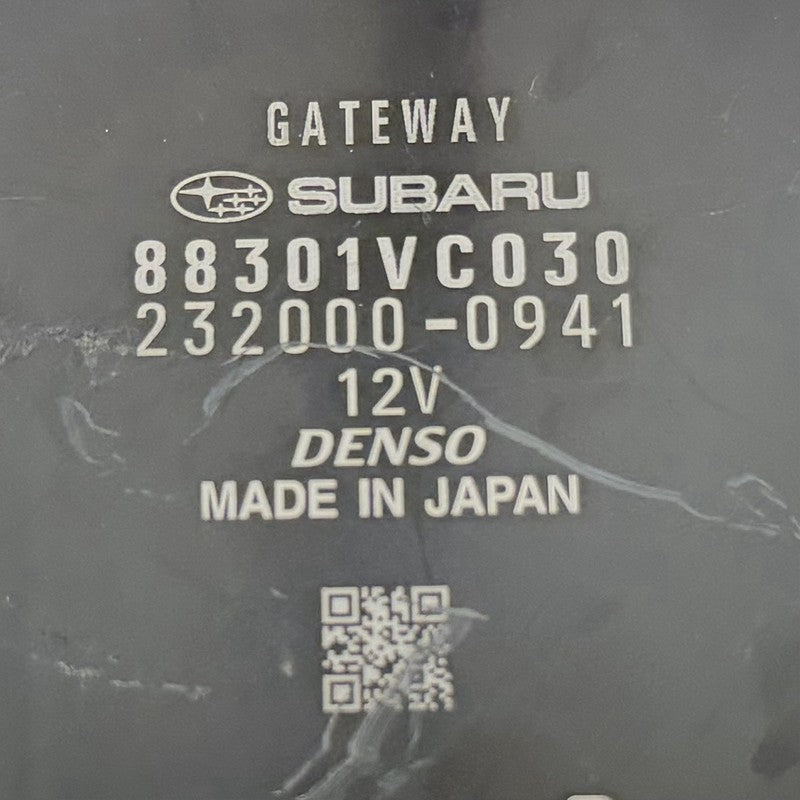 GATEWAY
SUBARU
88301VC030
232000-0941
12V
DENSO
MADE IN JAPAN